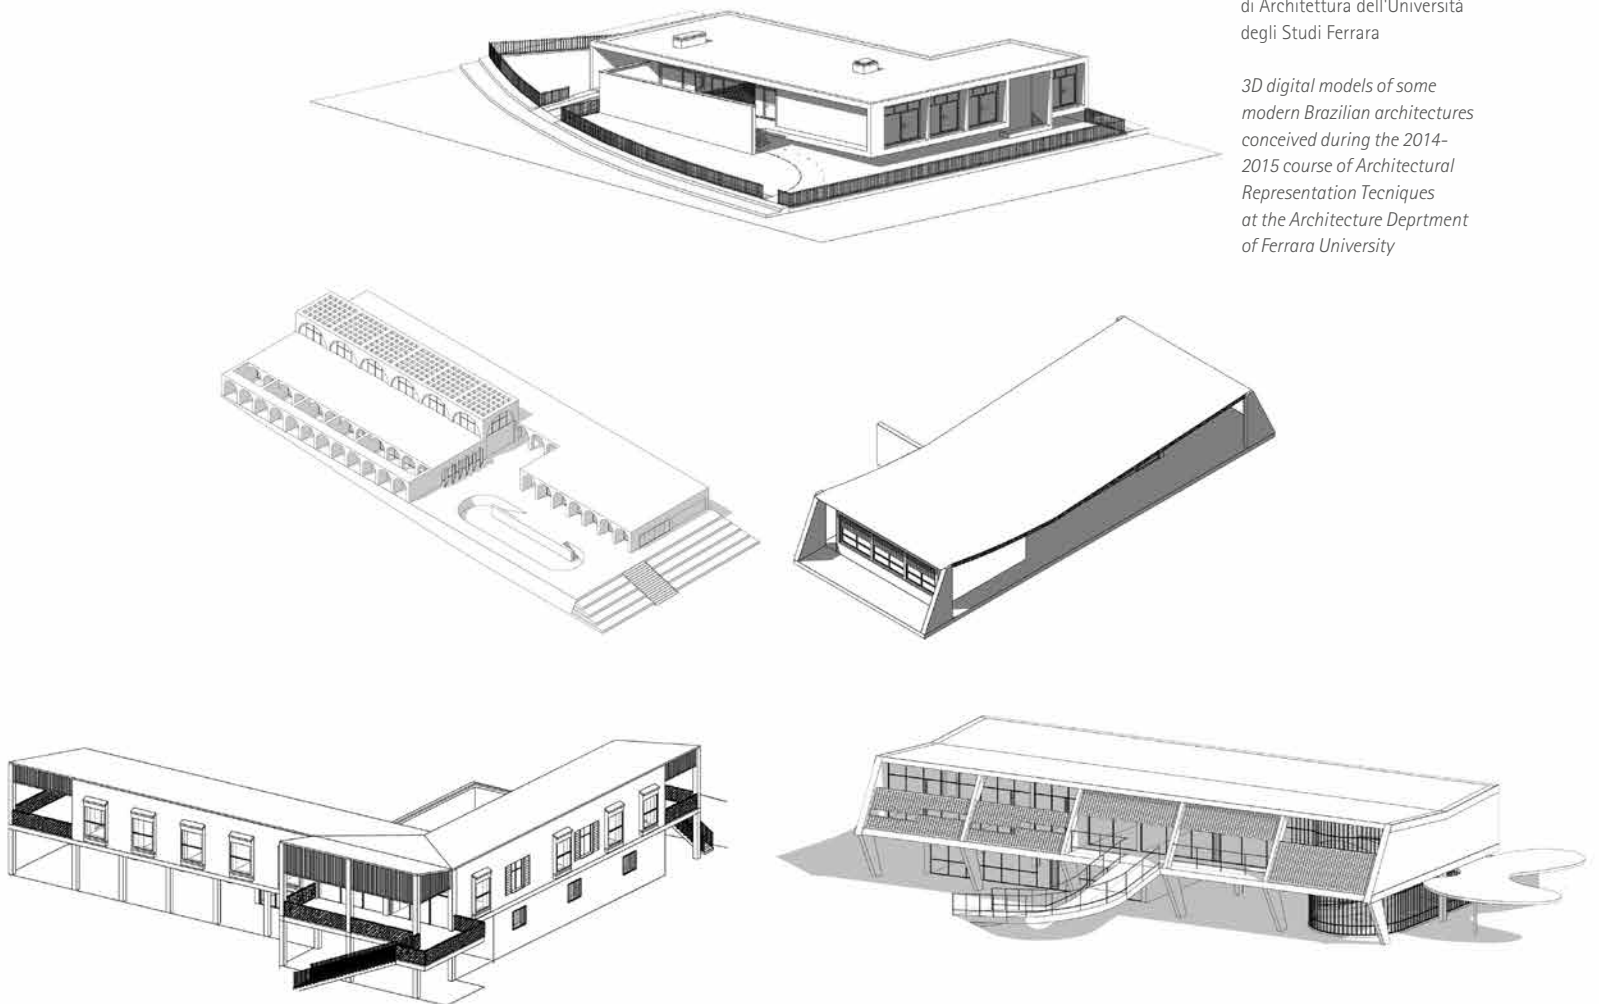 di Architettura dell'Università
degli Studi Ferrara
3D digital models of some
modern Brazilian architectures
conceived during the 2014-
2015 course of Architectural
Representation Tecniques
at the Architecture Deprtment
of Ferrara University